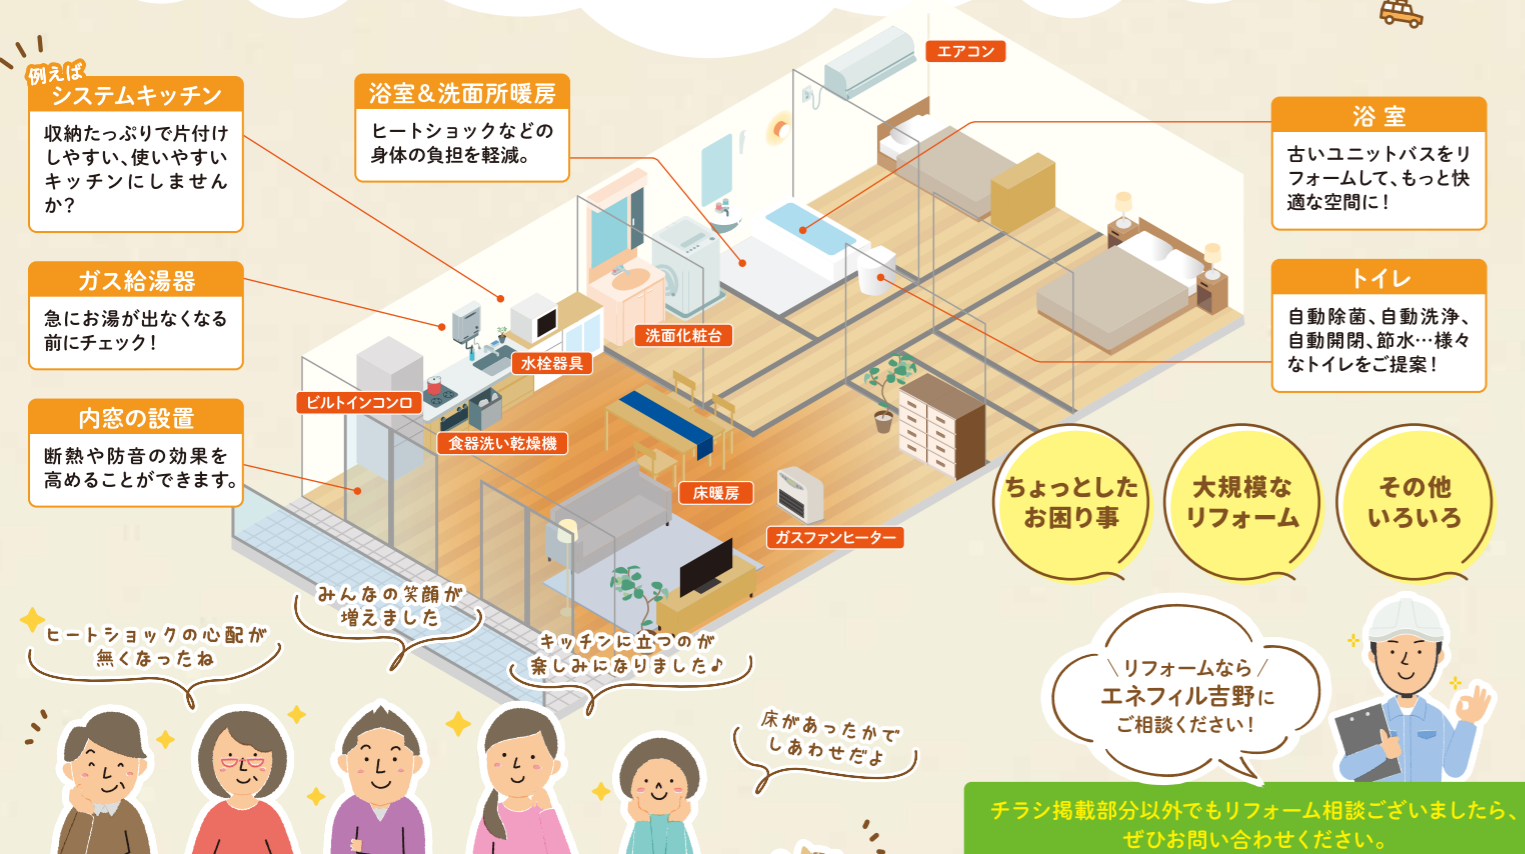 例えば
システムキッチン
収納たっぷりで片付け
しやすい、使いやすい
キッチンにしません
か？
ガス給湯器
急にお湯が出なくなる
前にチェック！
内窓の設置
断熱や防音の効果を
高めることができます。
浴室＆洗面所暖房
ヒートショックなどの
身体の負担を軽減。
エアコン
浴 室
古いユニットバスをリ
フォームして、もっと快
適な空間に！
トイレ
自動除菌、自動洗浄、
自動開閉、節水…様々
なトイレをご提案！
洗面化粧台
水栓器具
ビルトインコンロ
食器洗い乾燥機
床暖房
ガスファンヒーター
ちょっとした
お困り事
大規模な
リフォーム
その他
いろいろ
ヒートショックの心配が
無くなったね
みんなの笑顔が
増えました
キッチンに立つのが
楽しみになりました♪
床があったかで
しあわせだよ
\ リフォームなら /
エネフィル吉野に
ご相談ください！
チラシ掲載部分以外でもリフォーム相談ございましたら、
ぜひお問い合わせください。